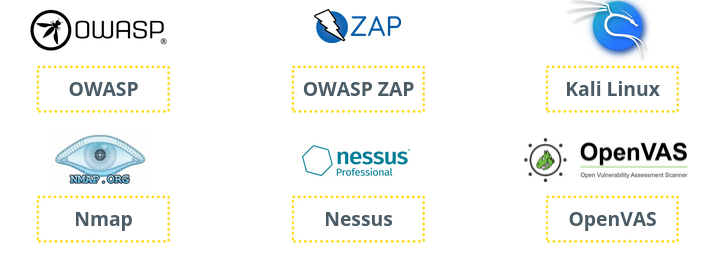 OWASP®
ZAP
OWASP
OWASP ZAP
Kali Linux
NMAP.ORG
nessus®
Professional
OpenVAS
Open Vulnerability Assessment Scanner
Nmap
Nessus
OpenVAS